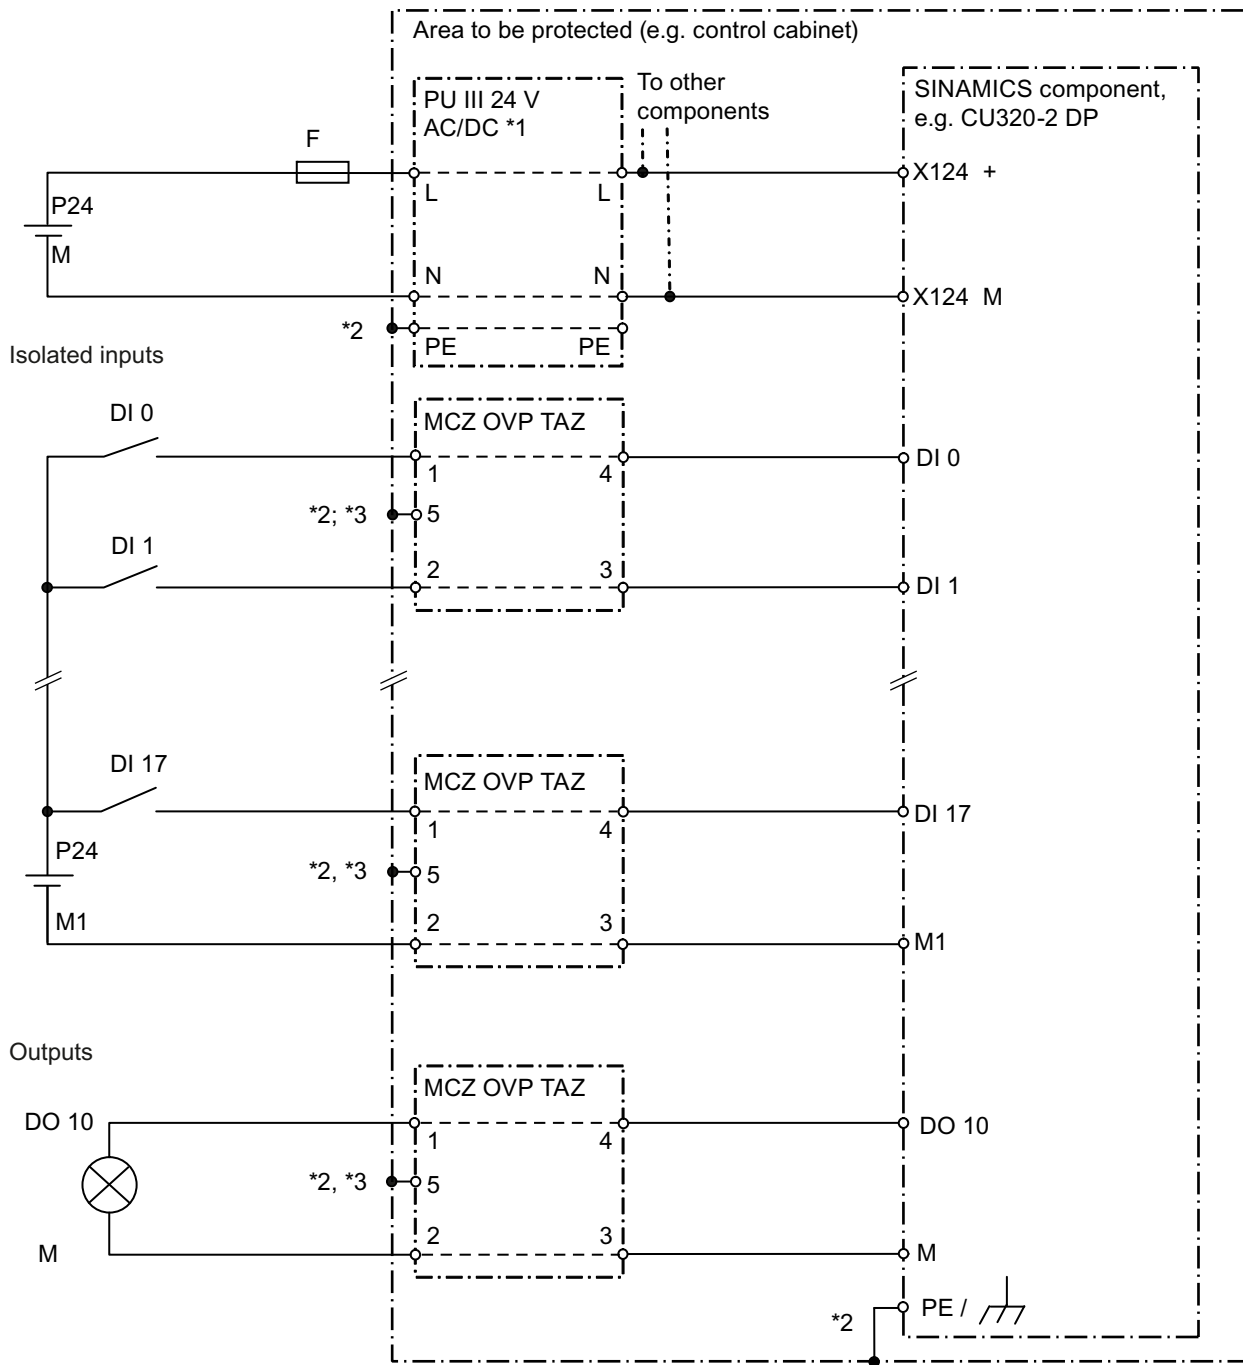 Area to be protected (e.g. control cabinet)
PU III 24 V
AC/DC *1
To other
components
SINAMICS component,
e.g. CU320-2 DP
F
P24
M
L
L
X124 +
N
N
X124 M
*2
PE
PE
Isolated inputs
DI 0
MCZ OVP TAZ
1
4
DI 0
*2; *3
5
DI 1
2
3
DI 1
DI 17
MCZ OVP TAZ
1
4
DI 17
P24
*2, *3
5
M1
2
3
M1
Outputs
MCZ OVP TAZ
DO 10
1
4
DO 10
*2, *3
5
M
2
3
M
*2
PE /